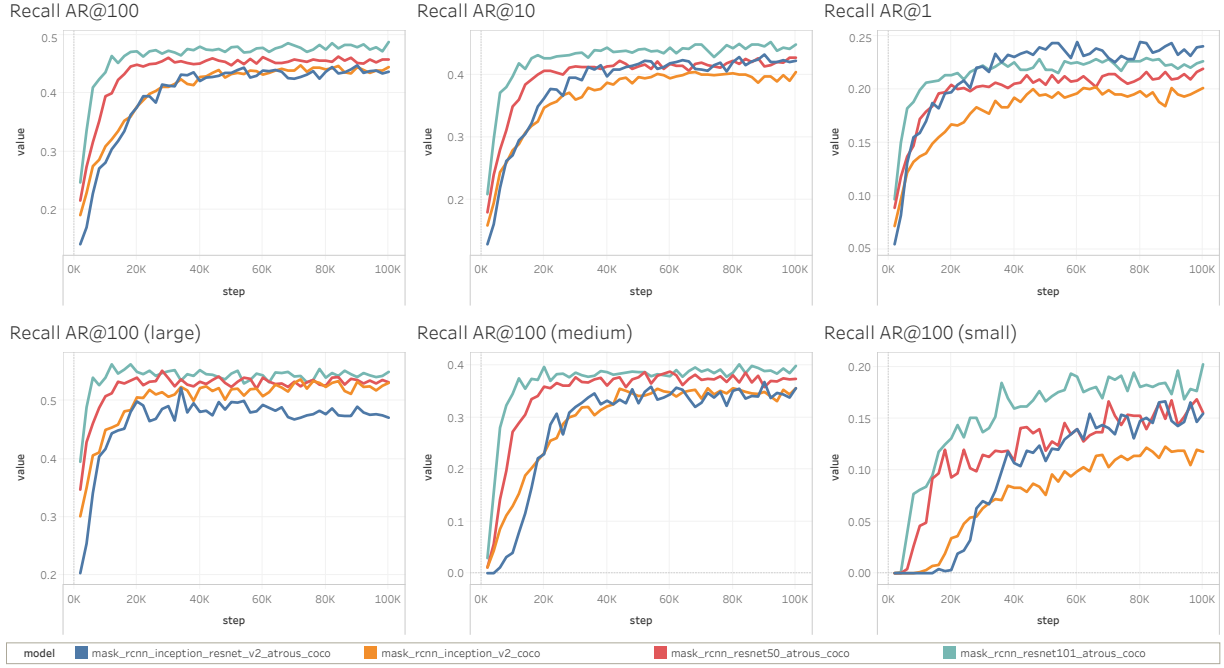 Recall AR@100
Recall AR@10
Recall AR@1
value
0.5
0.4
0.3
0.2
0K
20K
40K
60K
80K
100K
step
value
0.4
0.3
0.2
0K
20K
40K
60K
80K
100K
step
value
0.25
0.20
0.15
0.10
0.05
0K
20K
40K
60K
80K
100K
step
Recall AR@100 (large)
Recall AR@100 (medium)
Recall AR@100 (small)
value
0.5
0.4
0.3
0.2
0K
20K
40K
60K
80K
100K
step
value
0.4
0.3
0.2
0.1
0.0
0K
20K
40K
60K
80K
100K
step
value
0.20
0.15
0.10
0.05
0.00
0K
20K
40K
60K
80K
100K
step
model
mask_rcnn_inception_resnet_v2_atrous_coco
mask_rcnn_inception_v2_coco
mask_rcnn_resnet50_atrous_coco
mask_rcnn_resnet101_atrous_coco